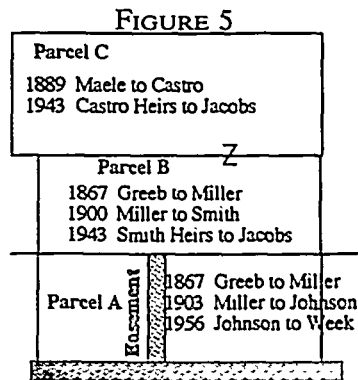 FIGURE 5
Parcel C
1889 Maele to Castro
1943 Castro Heirs to Jacobs
Z
Parcel B
1867 Greeb to Miller
1900 Miller to Smith
1943 Smith Heirs to Jacobs
Parcel A
Easement
1867 Greeb to Miller
1903 Miller to Johnson
1956 Johnson to Week